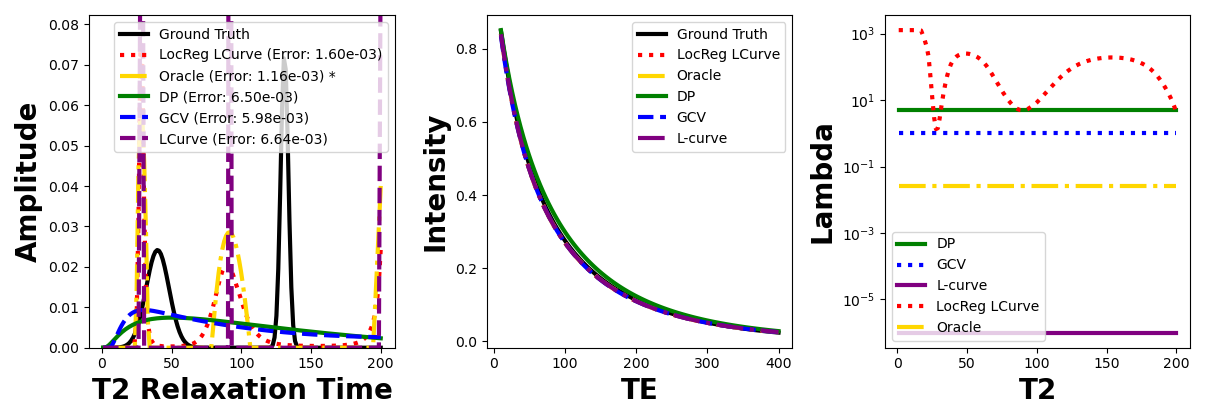 Amplitude
0.08
0.07
0.06
0.05
0.04
0.03
0.02
0.01
0.00
Ground Truth
LocReg LCurve (Error: 1.60e-03)
Oracle (Error: 1.16e-03) *
DP (Error: 6.50e-03)
GCV (Error: 5.98e-03)
LCurve (Error: 6.64e-03)
0 50 100 150 200
T2 Relaxation Time
Intensity
0.8
0.6
0.4
0.2
0.0
Ground Truth
LocReg LCurve
Oracle
DP
GCV
L-curve
0 100 200 300 400
TE
Lambda
10³
10¹
10⁻¹
10⁻³
10⁻⁵
DP
GCV
L-curve
LocReg LCurve
Oracle
0 50 100 150 200
T2